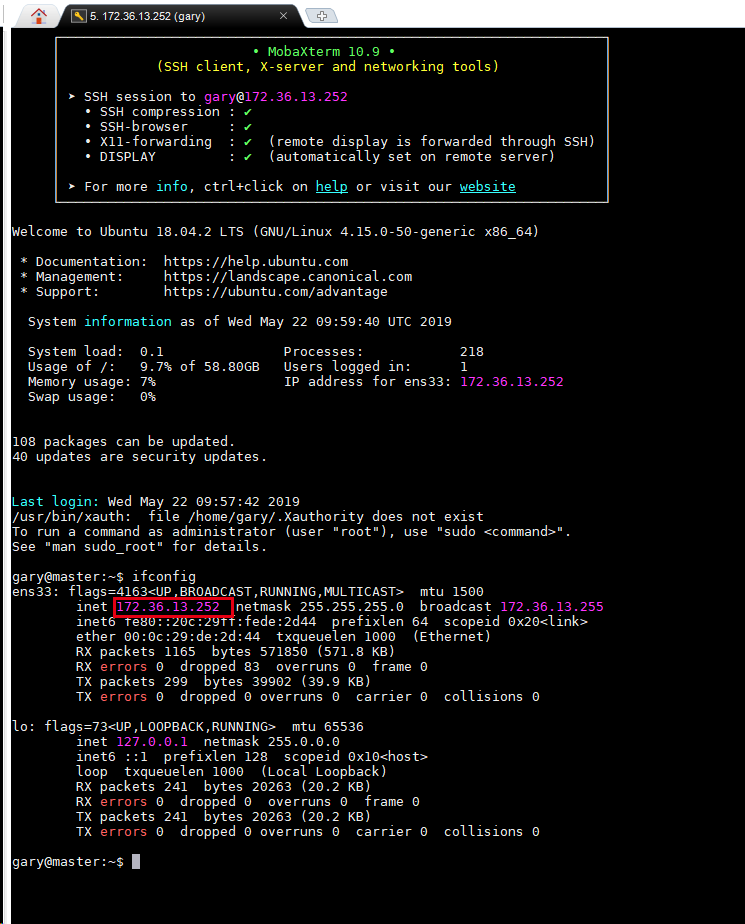 5. 172.36.13.252 (gary)
• MobaXterm 10.9 •
(SSH client, X-server and networking tools)
➤ SSH session to gary@172.36.13.252
• SSH compression : ✔
• SSH-browser : ✔
• X11-forwarding : ✔ (remote display is forwarded through SSH)
• DISPLAY : ✔ (automatically set on remote server)
➤ For more info, ctrl+click on help or visit our website
Welcome to Ubuntu 18.04.2 LTS (GNU/Linux 4.15.0-50-generic x86_64)
* Documentation: https://help.ubuntu.com
* Management: https://landscape.canonical.com
* Support: https://ubuntu.com/advantage
System information as of Wed May 22 09:59:40 UTC 2019
System load: 0.1 Processes: 218
Usage of /: 9.7% of 58.80GB Users logged in: 1
Memory usage: 7% IP address for ens33: 172.36.13.252
Swap usage: 0%
108 packages can be updated.
40 updates are security updates.
Last login: Wed May 22 09:57:42 2019
/usr/bin/xauth: file /home/gary/.Xauthority does not exist
To run a command as administrator (user "root"), use "sudo <command>".
See "man sudo_root" for details.
gary@master:~$ ifconfig
ens33: flags=4163<UP,BROADCAST,RUNNING,MULTICAST> mtu 1500
inet 172.36.13.252 netmask 255.255.255.0 broadcast 172.36.13.255
inet6 fe80::20c:29ff:fede:2d44 prefixlen 64 scopeid 0x20<link>
ether 00:0c:29:de:2d:44 txqueuelen 1000 (Ethernet)
RX packets 1165 bytes 571850 (571.8 KB)
RX errors 0 dropped 83 overruns 0 frame 0
TX packets 299 bytes 39902 (39.9 KB)
TX errors 0 dropped 0 overruns 0 carrier 0 collisions 0
lo: flags=73<UP,LOOPBACK,RUNNING> mtu 65536
inet 127.0.0.1 netmask 255.0.0.0
inet6 ::1 prefixlen 128 scopeid 0x10<host>
loop txqueuelen 1000 (Local Loopback)
RX packets 241 bytes 20263 (20.2 KB)
RX errors 0 dropped 0 overruns 0 frame 0
TX packets 241 bytes 20263 (20.2 KB)
TX errors 0 dropped 0 overruns 0 carrier 0 collisions 0
gary@master:~$